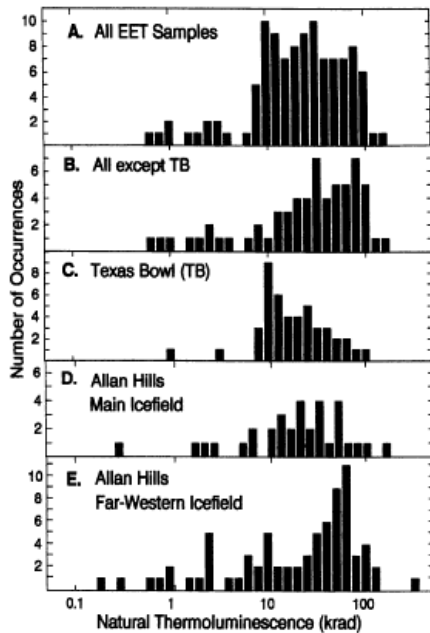 A. All EET Samples
10
8
6
4
2
B. All except TB
6
4
2
C. Texas Bowl (TB)
8
6
4
2
D. Allan Hills
Main Icefield
6
4
2
E. Allan Hills
Far-Western Icefield
10
8
6
4
2
Number of Occurrences
0.1 1 10 100
Natural Thermoluminescence (krad)